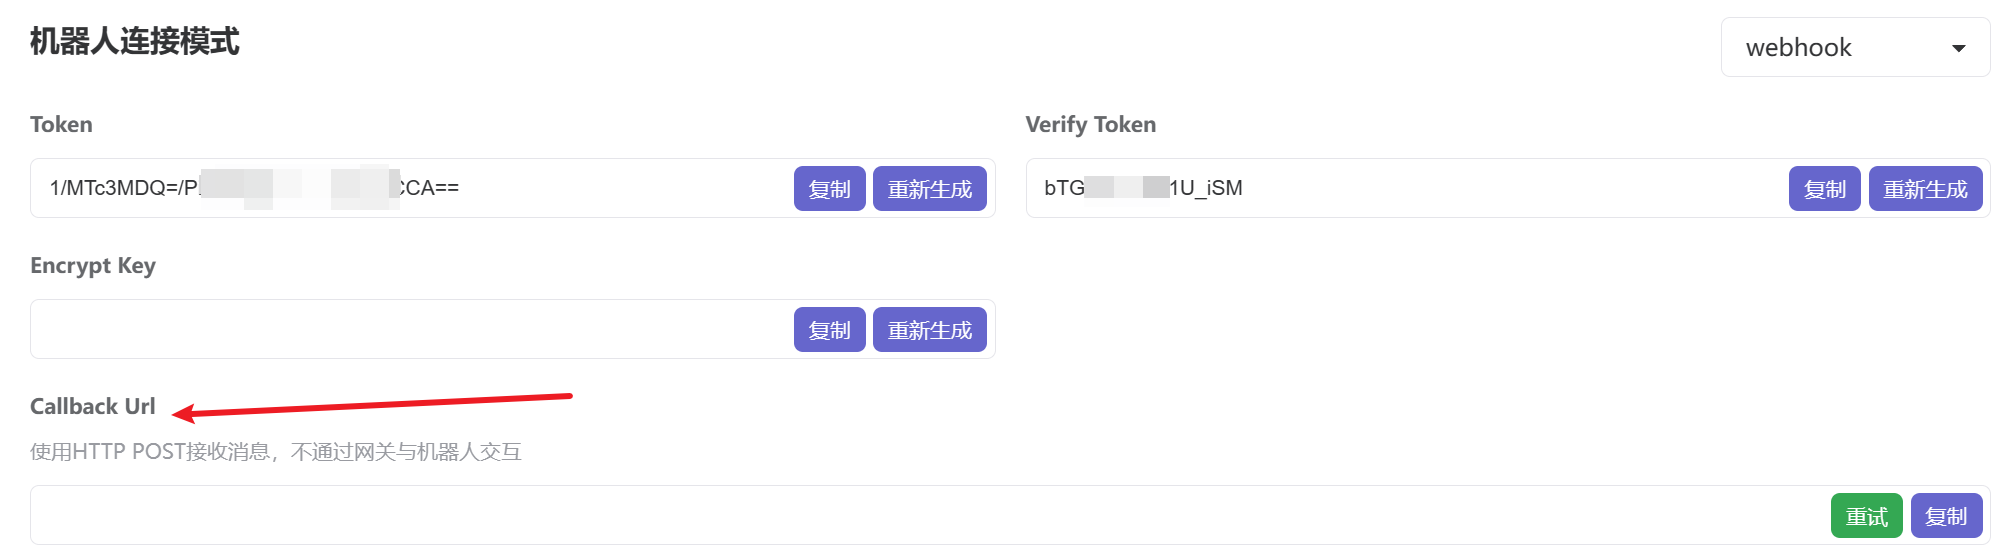 机器人连接模式
webhook
Token
Verify Token
1/MTc3MDQ=/P
CCA==
复制
重新生成
bTG
1U_iSM
复制
重新生成
Encrypt Key
复制
重新生成
Callback Url
使用HTTP POST接收消息，不通过网关与机器人交互
重试
复制